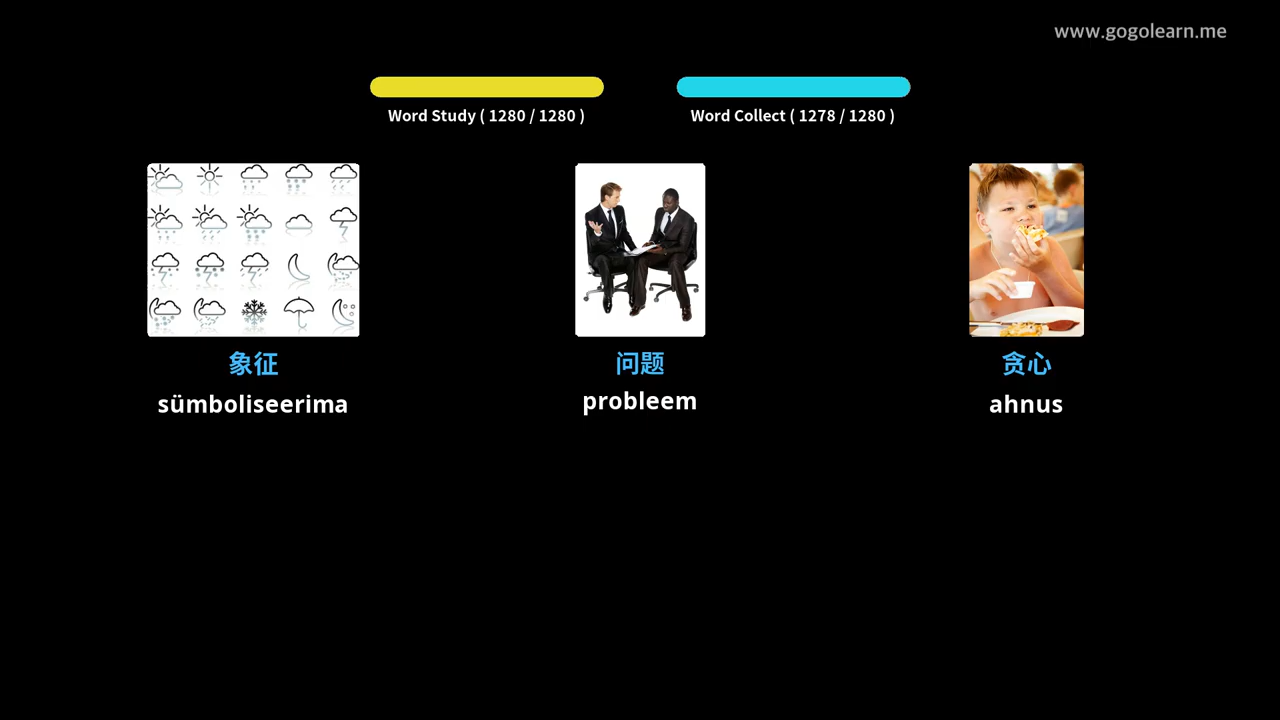 www.gogolearn.me
Word Study ( 1280 / 1280 )
Word Collect ( 1278 / 1280 )
象征
问题
贪心
sümboliseerima
probleem
ahnus